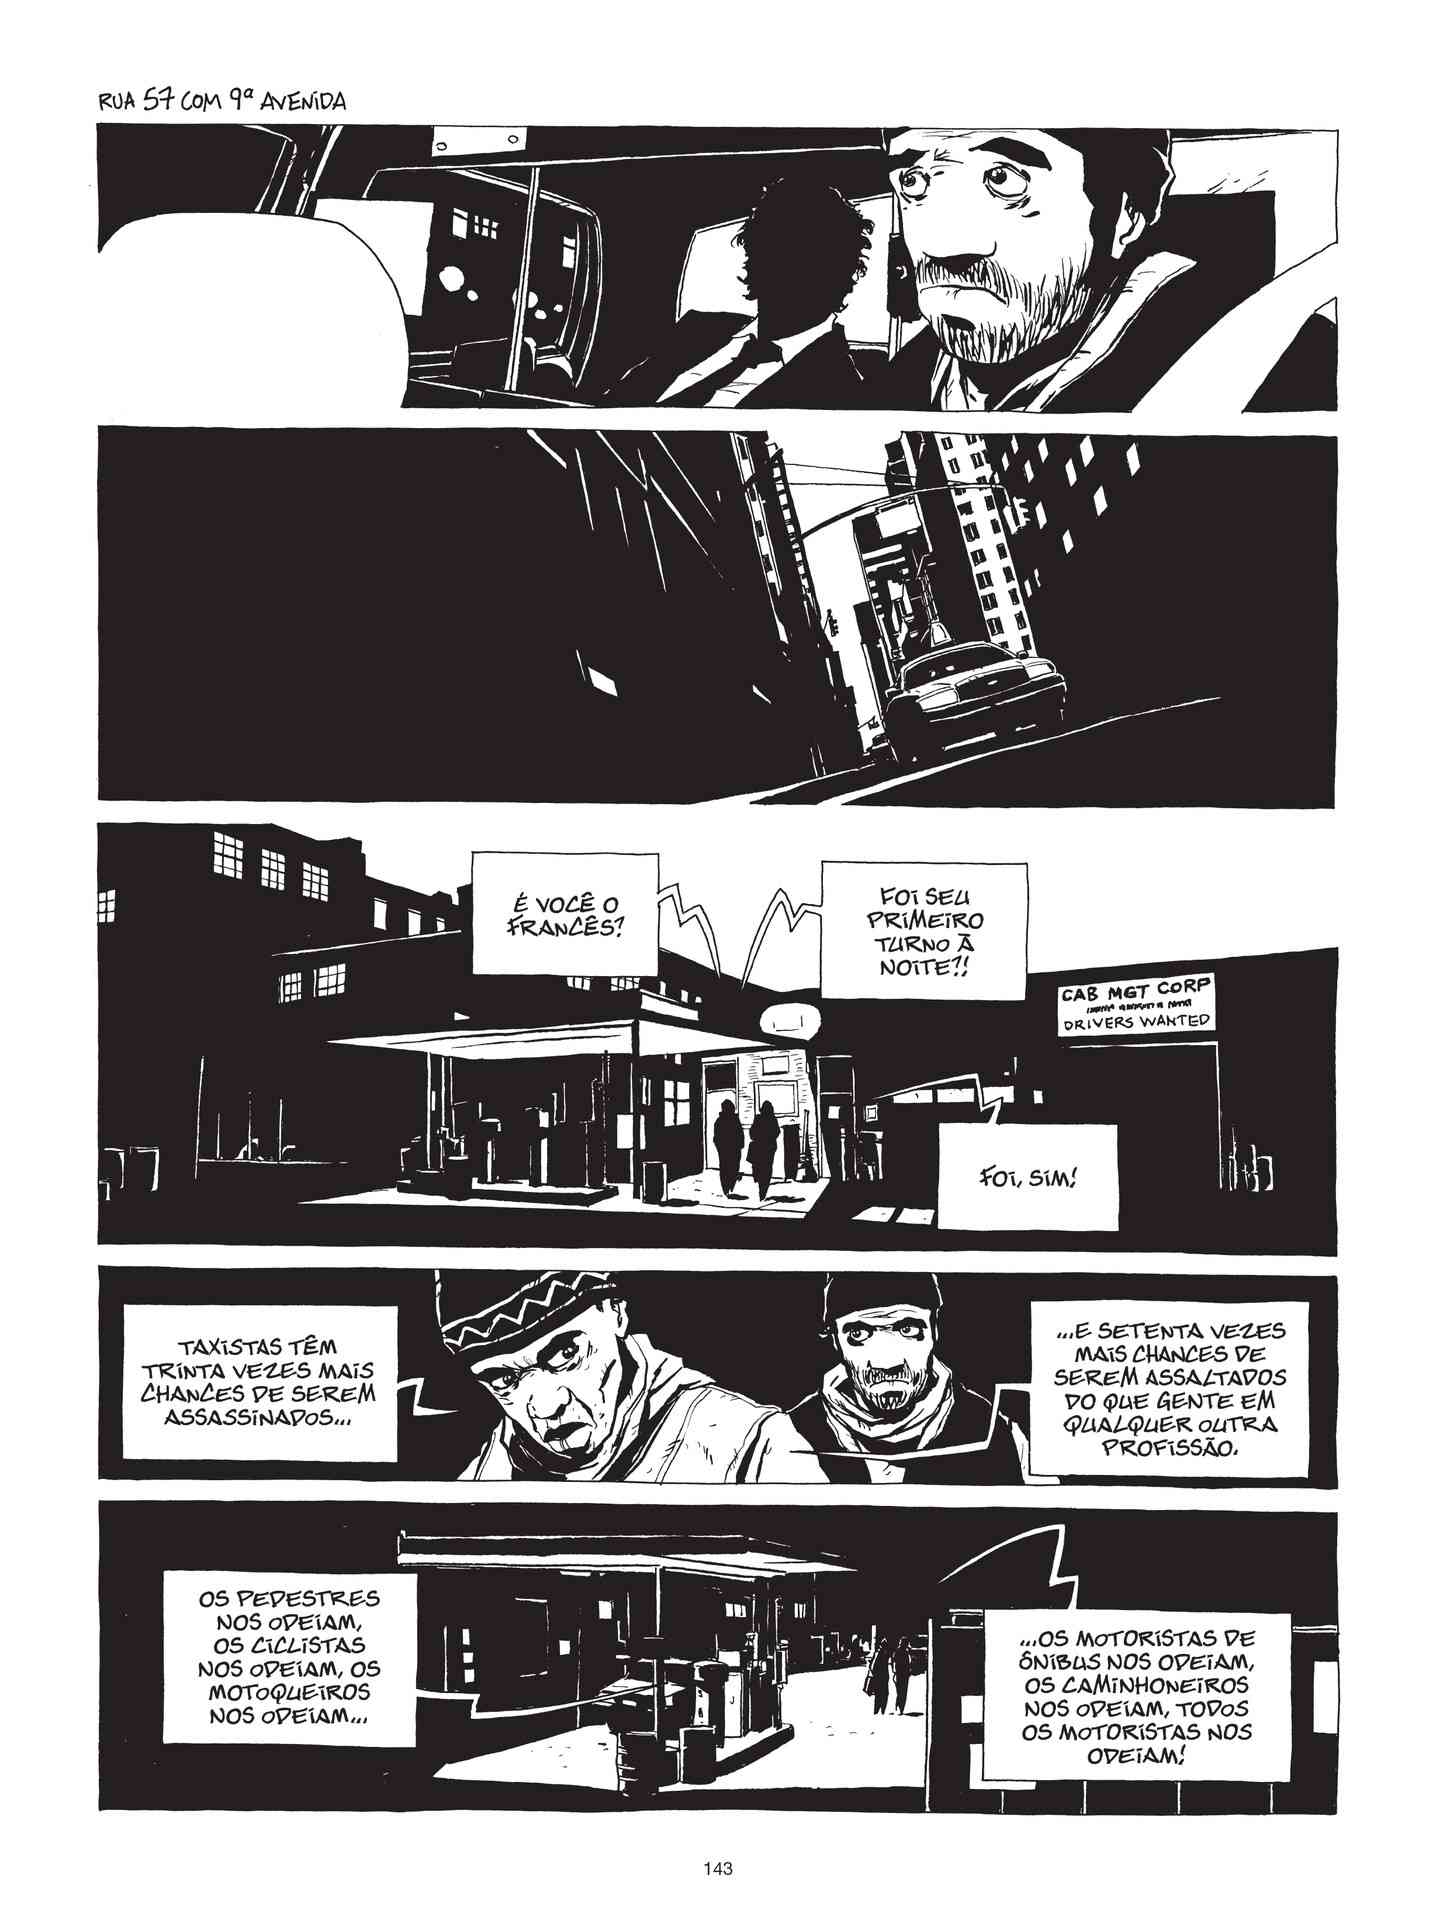 RUA 57 COM 9ª AVENIDA
É VOCÊ O
FRANCÊS?
FOI SEU
PRIMEIRO
TURNO À
NOITE?!
CAB MGT CORP
DRIVERS WANTED
FOI, SIM!
TAXISTAS TÊM
TRINTA VEZES MAIS
CHANCES DE SEREM
ASSASSINADOS...
...E SETENTA VEZES
MAIS CHANCES DE
SEREM ASSALTADOS
DO QUE GENTE EM
QUALQUER OUTRA
PROFISSÃO.
OS PEDESTRES
NOS ODEIAM,
OS CICLISTAS
NOS ODEIAM, OS
MOTOQUEIROS
NOS ODEIAM...
...OS MOTORISTAS DE
ÔNIBUS NOS ODEIAM,
OS CAMINHONEIROS
NOS ODEIAM, TODOS
OS MOTORISTAS NOS
ODEIAM!
143